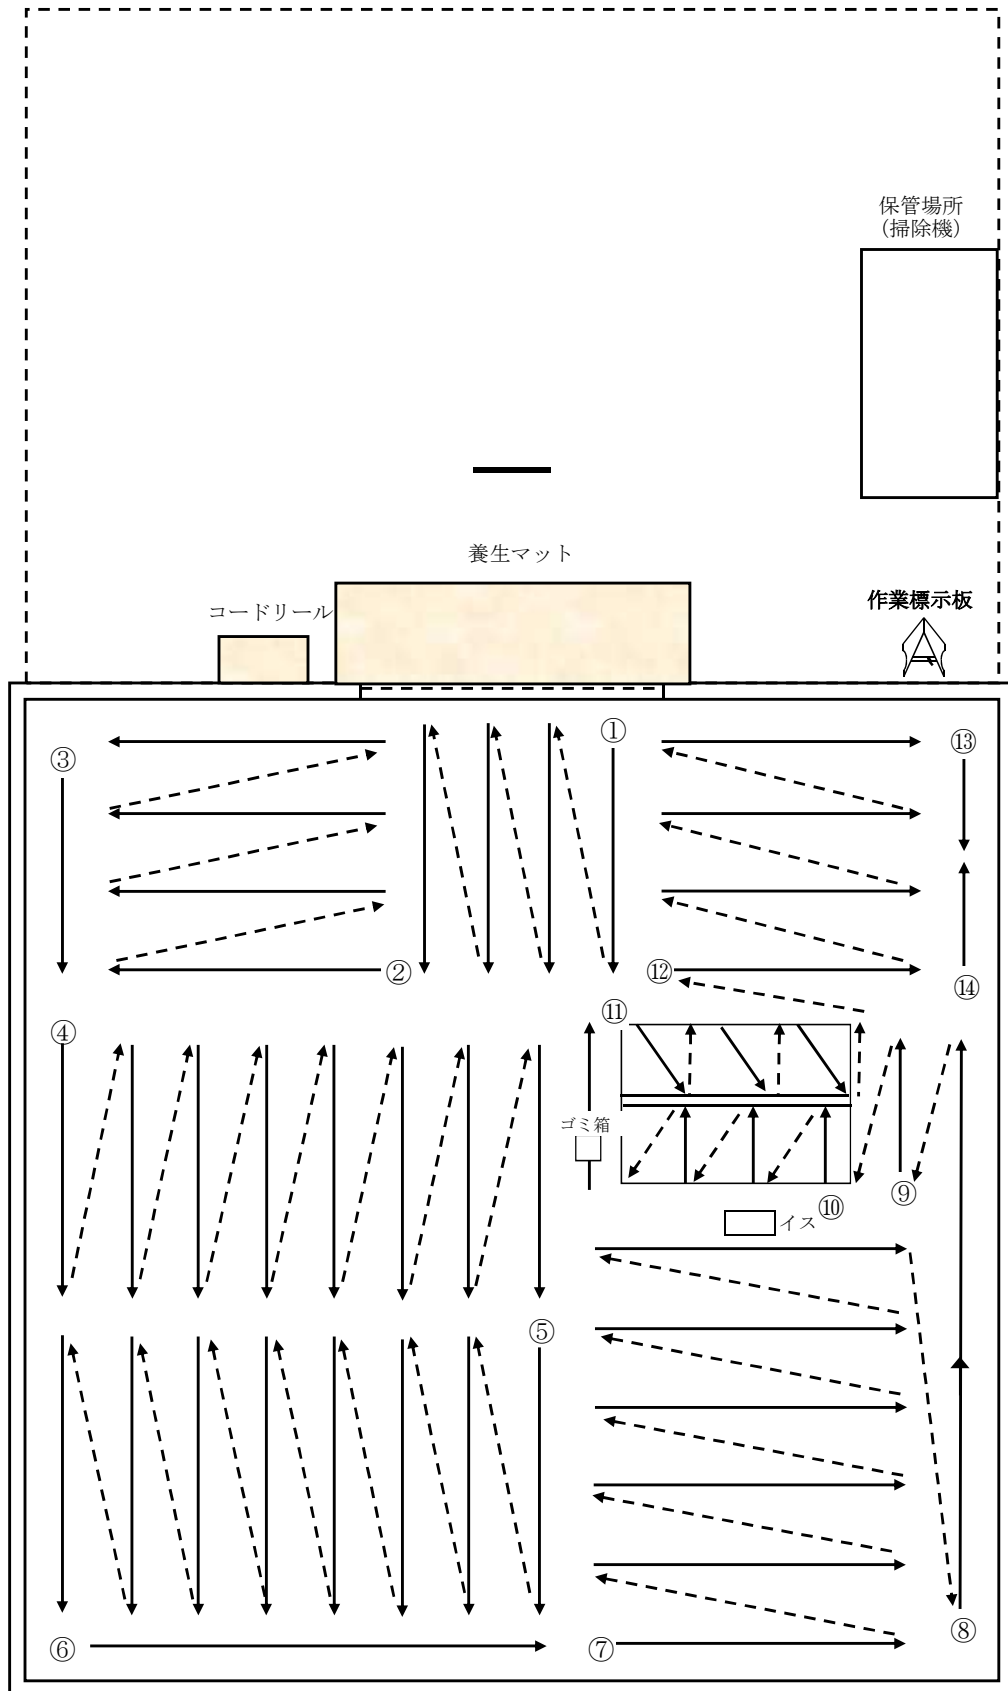 保管場所
（掃除機）
養生マット
作業標示板
コードリール
①
③
⑬
②
⑫
⑭
⑪
④
ゴミ箱
⑨
⑩
イス
⑤
⑧
⑥
⑦